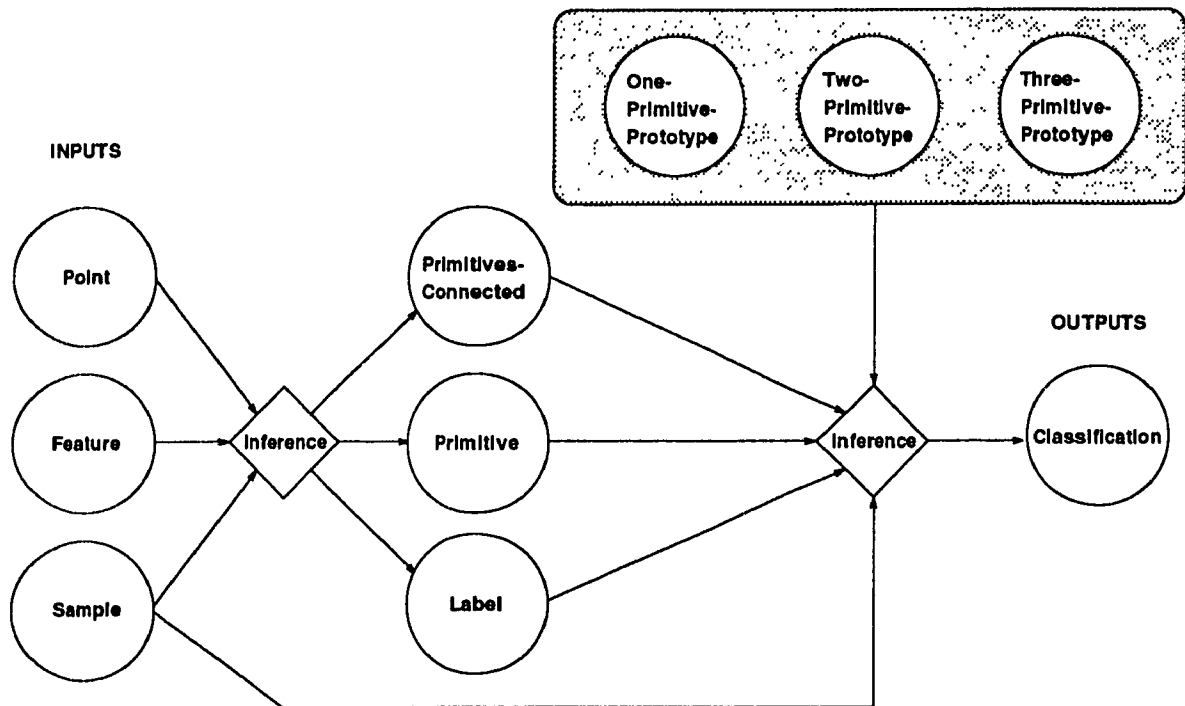 One-
Primitive-
Prototype
Two-
Primitive-
Prototype
Three-
Primitive-
Prototype
INPUTS
Point
Primitives-
Connected
OUTPUTS
Feature
Inference
Primitive
Inference
Classification
Sample
Label